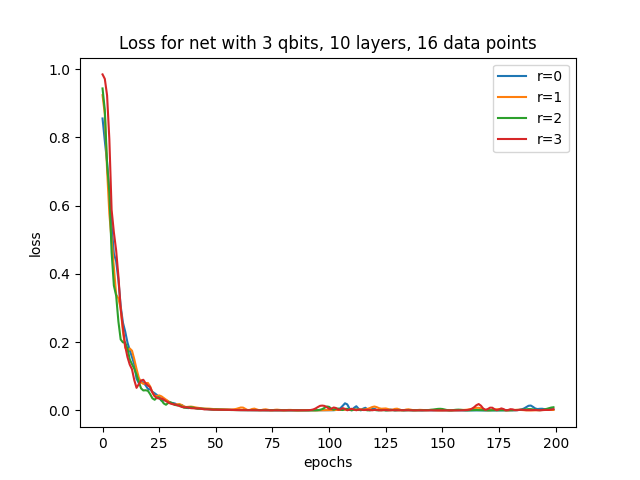 Loss for net with 3 qbits, 10 layers, 16 data points
r=0
r=1
r=2
r=3
loss
1.0
0.8
0.6
0.4
0.2
0.0
0 25 50 75 100 125 150 175 200
epochs